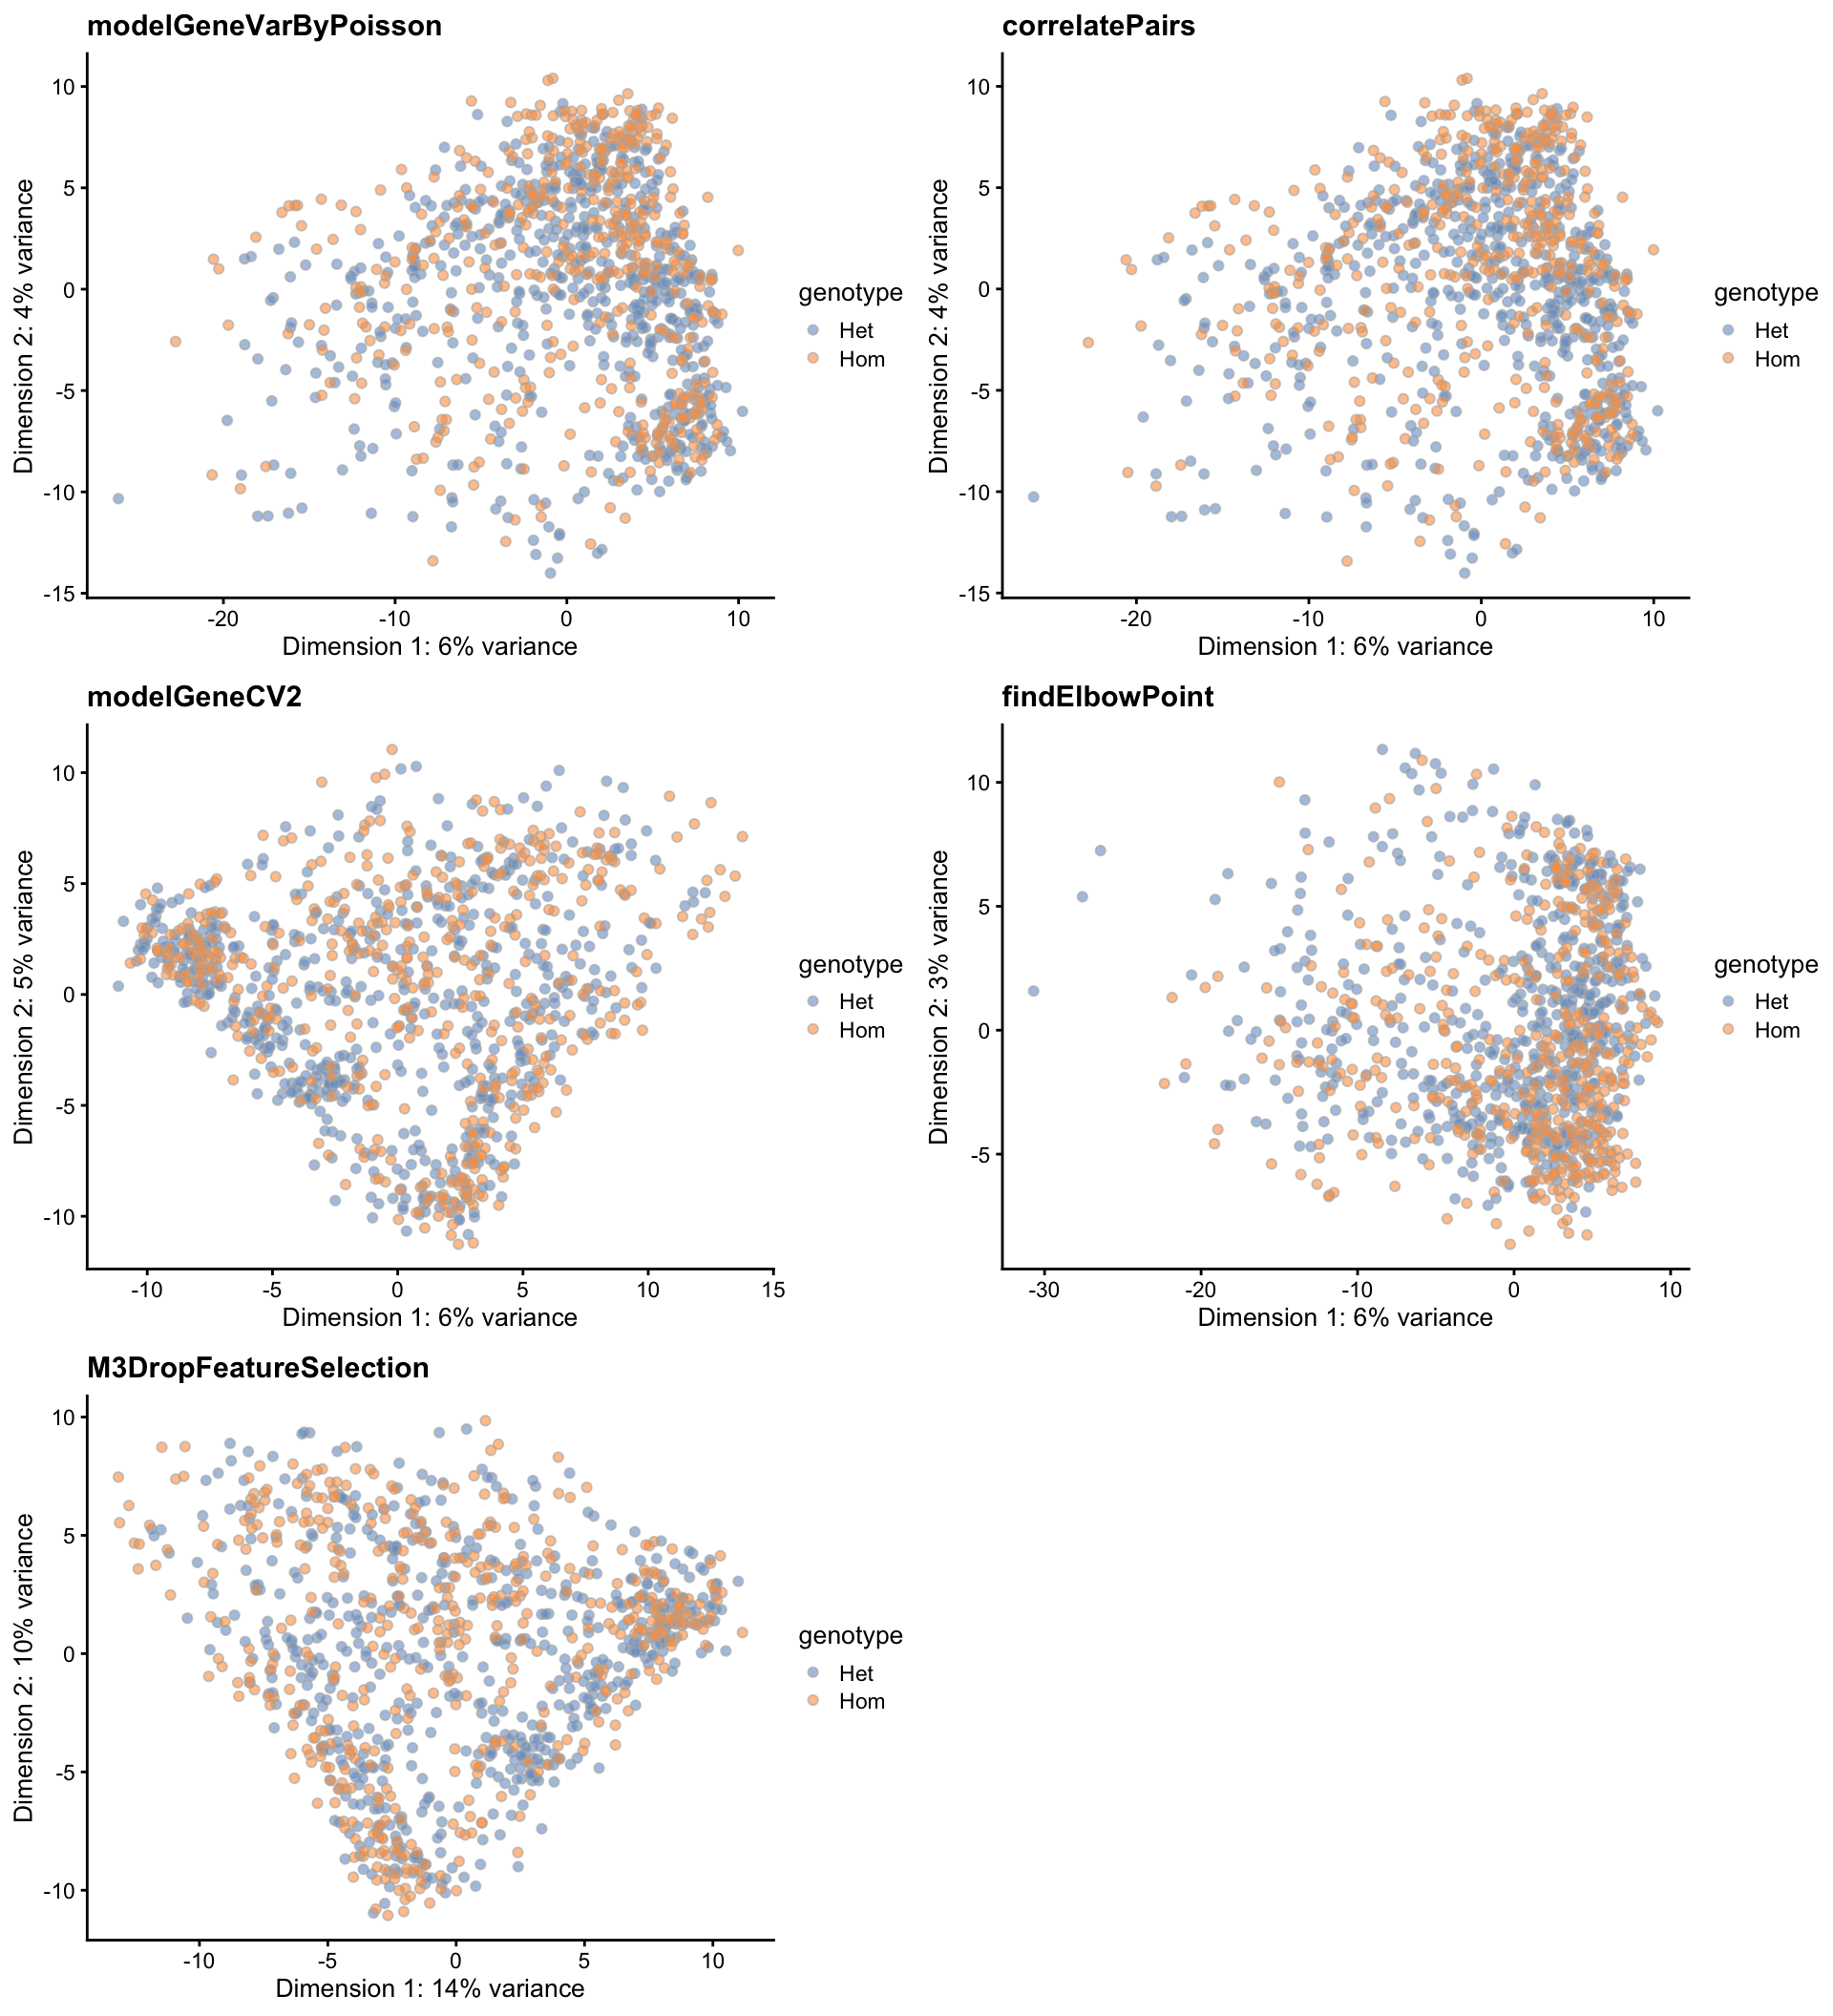 modelGeneVarByPoisson
10
5
0
-5
-10
-15
Dimension 2: 4% variance
-20
-10
0
10
Dimension 1: 6% variance
genotype
Het
Hom
correlatePairs
10
5
0
-5
-10
-15
Dimension 2: 4% variance
-20
-10
0
10
Dimension 1: 6% variance
genotype
Het
Hom
modelGeneCV2
10
5
0
-5
-10
Dimension 2: 5% variance
-10
-5
0
5
10
15
Dimension 1: 6% variance
genotype
Het
Hom
findElbowPoint
10
5
0
-5
Dimension 2: 3% variance
-30
-20
-10
0
10
Dimension 1: 6% variance
genotype
Het
Hom
M3DropFeatureSelection
10
5
0
-5
-10
Dimension 2: 10% variance
-10
-5
0
5
10
Dimension 1: 14% variance
genotype
Het
Hom